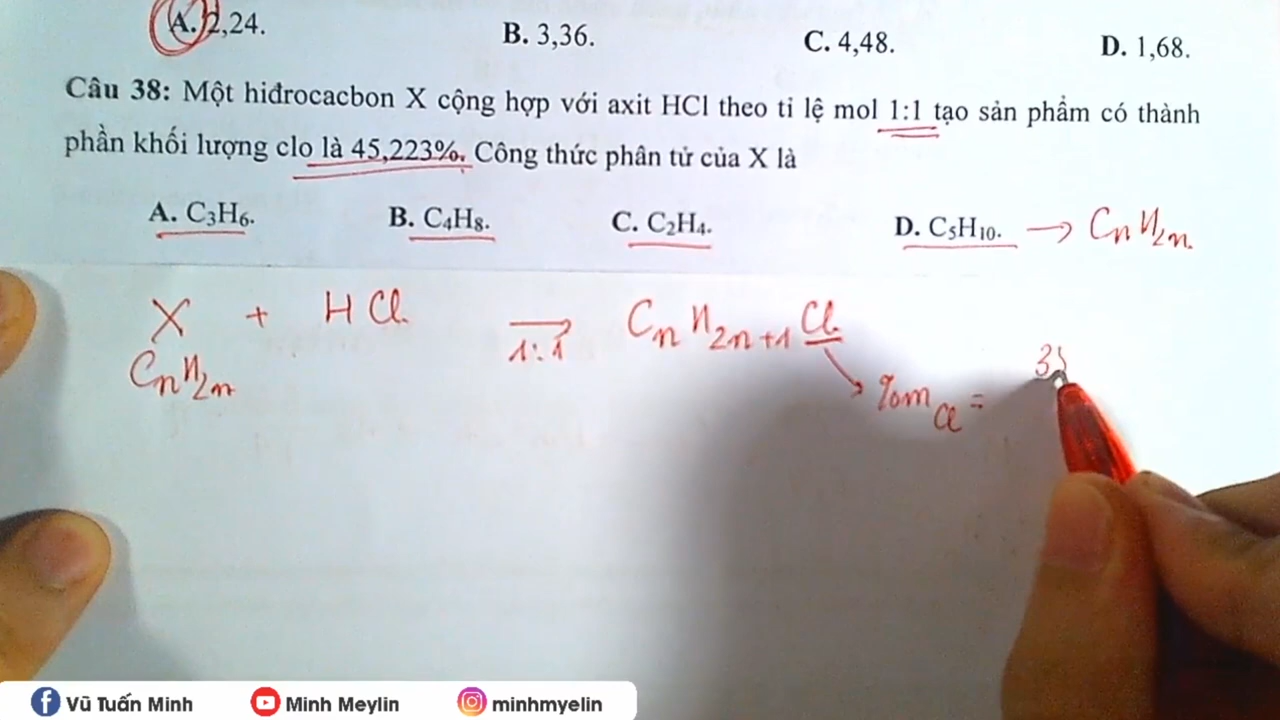 A. 2,24. B. 3,36. C. 4,48. D. 1,68.
Câu 38: Một hiđrocacbon X cộng hợp với axit HCl theo tỉ lệ mol 1:1 tạo sản phẩm có thành
phần khối lượng clo là 45,223%. Công thức phân tử của X là
A. C₃H₆. B. C₄H₈. C. C₂H₄. D. C₅H₁₀. → CnH2n.
X + HCl → CnH2n+1Cl
CnH2n 1:1
%mCl = 35
Vũ Tuấn Minh Minh Meylin minhmyelin